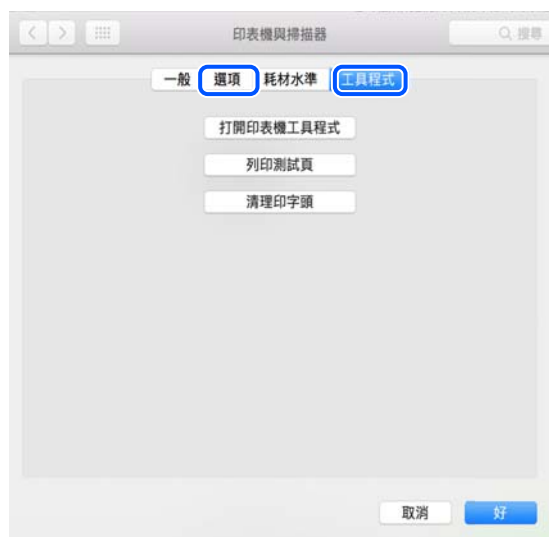 印表機與掃描器
搜尋
一般 選項 耗材水準 工具程式
打開印表機工具程式
列印測試頁
清理印字頭
取消 好